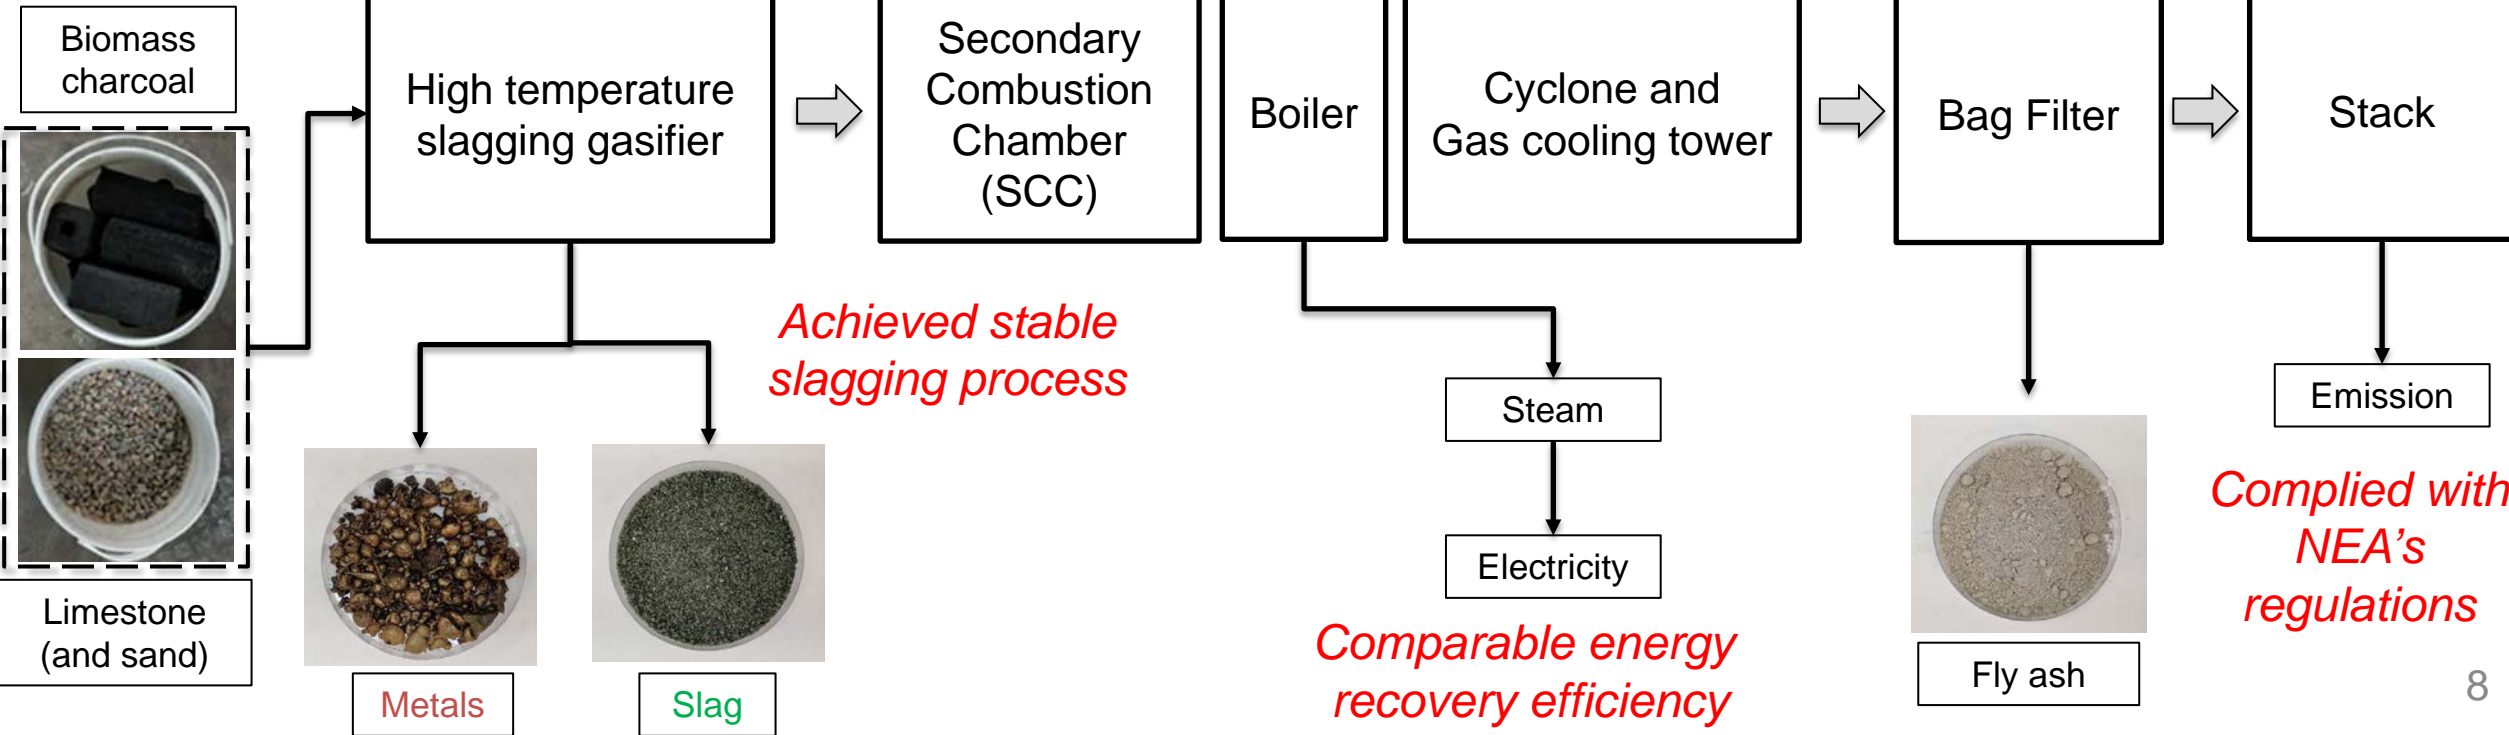 Biomass
charcoal
High temperature
slagging gasifier
Secondary
Combustion
Chamber
(SCC)
Boiler
Cyclone and
Gas cooling tower
Bag Filter
Stack
Achieved stable
slagging process
Steam
Emission
Electricity
Complied with
NEA’s
regulations
Limestone
(and sand)
Comparable energy
recovery efficiency
Metals
Slag
Fly ash
8